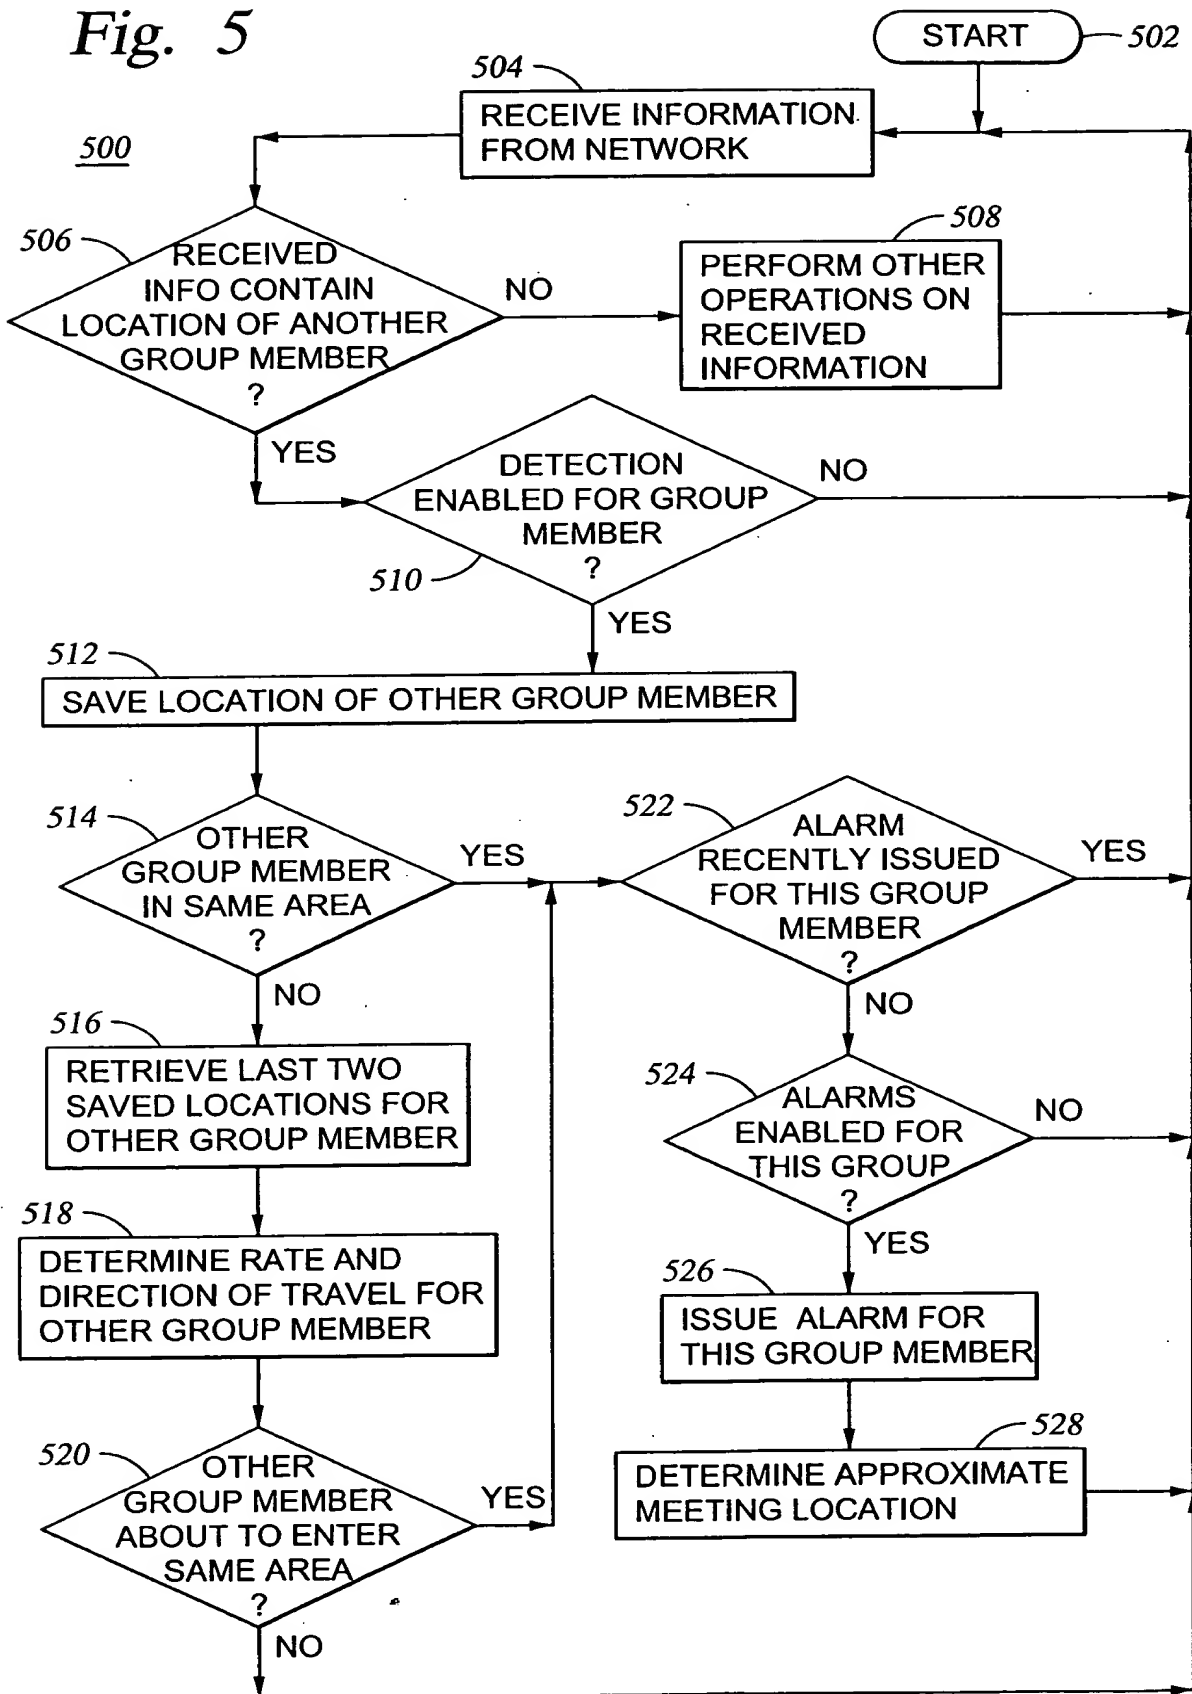 Fig. 5
START
502
504
RECEIVE INFORMATION
FROM NETWORK
500
506
RECEIVED
INFO CONTAIN
LOCATION OF ANOTHER
GROUP MEMBER
?
NO
508
PERFORM OTHER
OPERATIONS ON
RECEIVED
INFORMATION
YES
DETECTION
ENABLED FOR GROUP
MEMBER
?
NO
510
YES
512
SAVE LOCATION OF OTHER GROUP MEMBER
514
OTHER
GROUP MEMBER
IN SAME AREA
?
YES
522
ALARM
RECENTLY ISSUED
FOR THIS GROUP
MEMBER
?
YES
NO
NO
516
RETRIEVE LAST TWO
SAVED LOCATIONS FOR
OTHER GROUP MEMBER
524
ALARMS
ENABLED FOR
THIS GROUP
?
NO
YES
518
DETERMINE RATE AND
DIRECTION OF TRAVEL FOR
OTHER GROUP MEMBER
526
ISSUE ALARM FOR
THIS GROUP MEMBER
520
OTHER
GROUP MEMBER
ABOUT TO ENTER
SAME AREA
?
YES
528
DETERMINE APPROXIMATE
MEETING LOCATION
NO